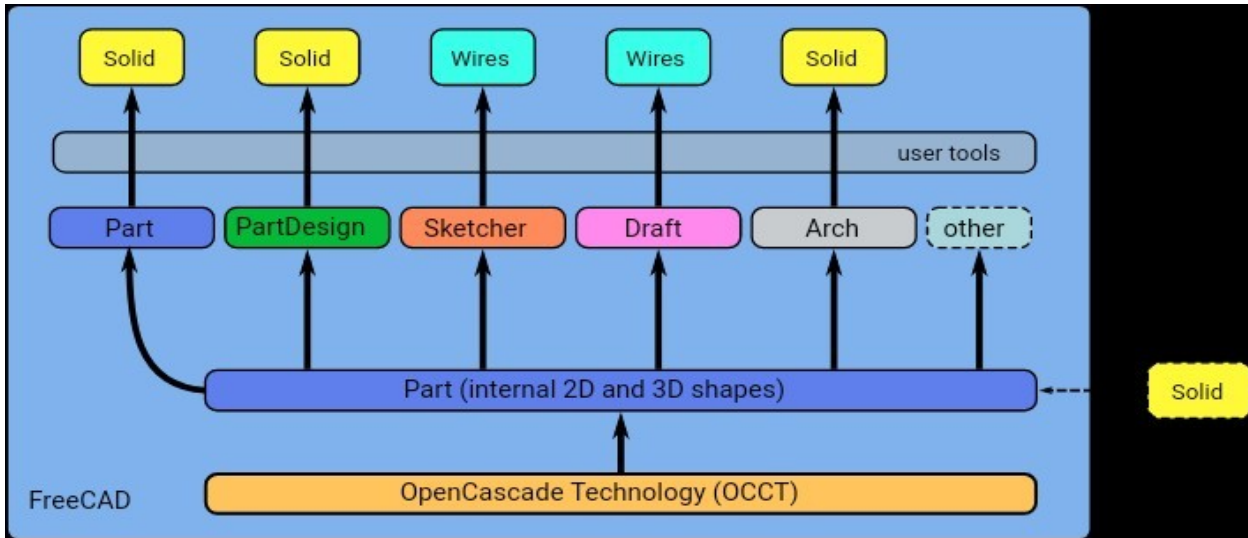 Solid
Solid
Wires
Wires
Solid
user tools
Part
PartDesign
Sketcher
Draft
Arch
other
Part (internal 2D and 3D shapes)
Solid
OpenCascade Technology (OCCT)
FreeCAD